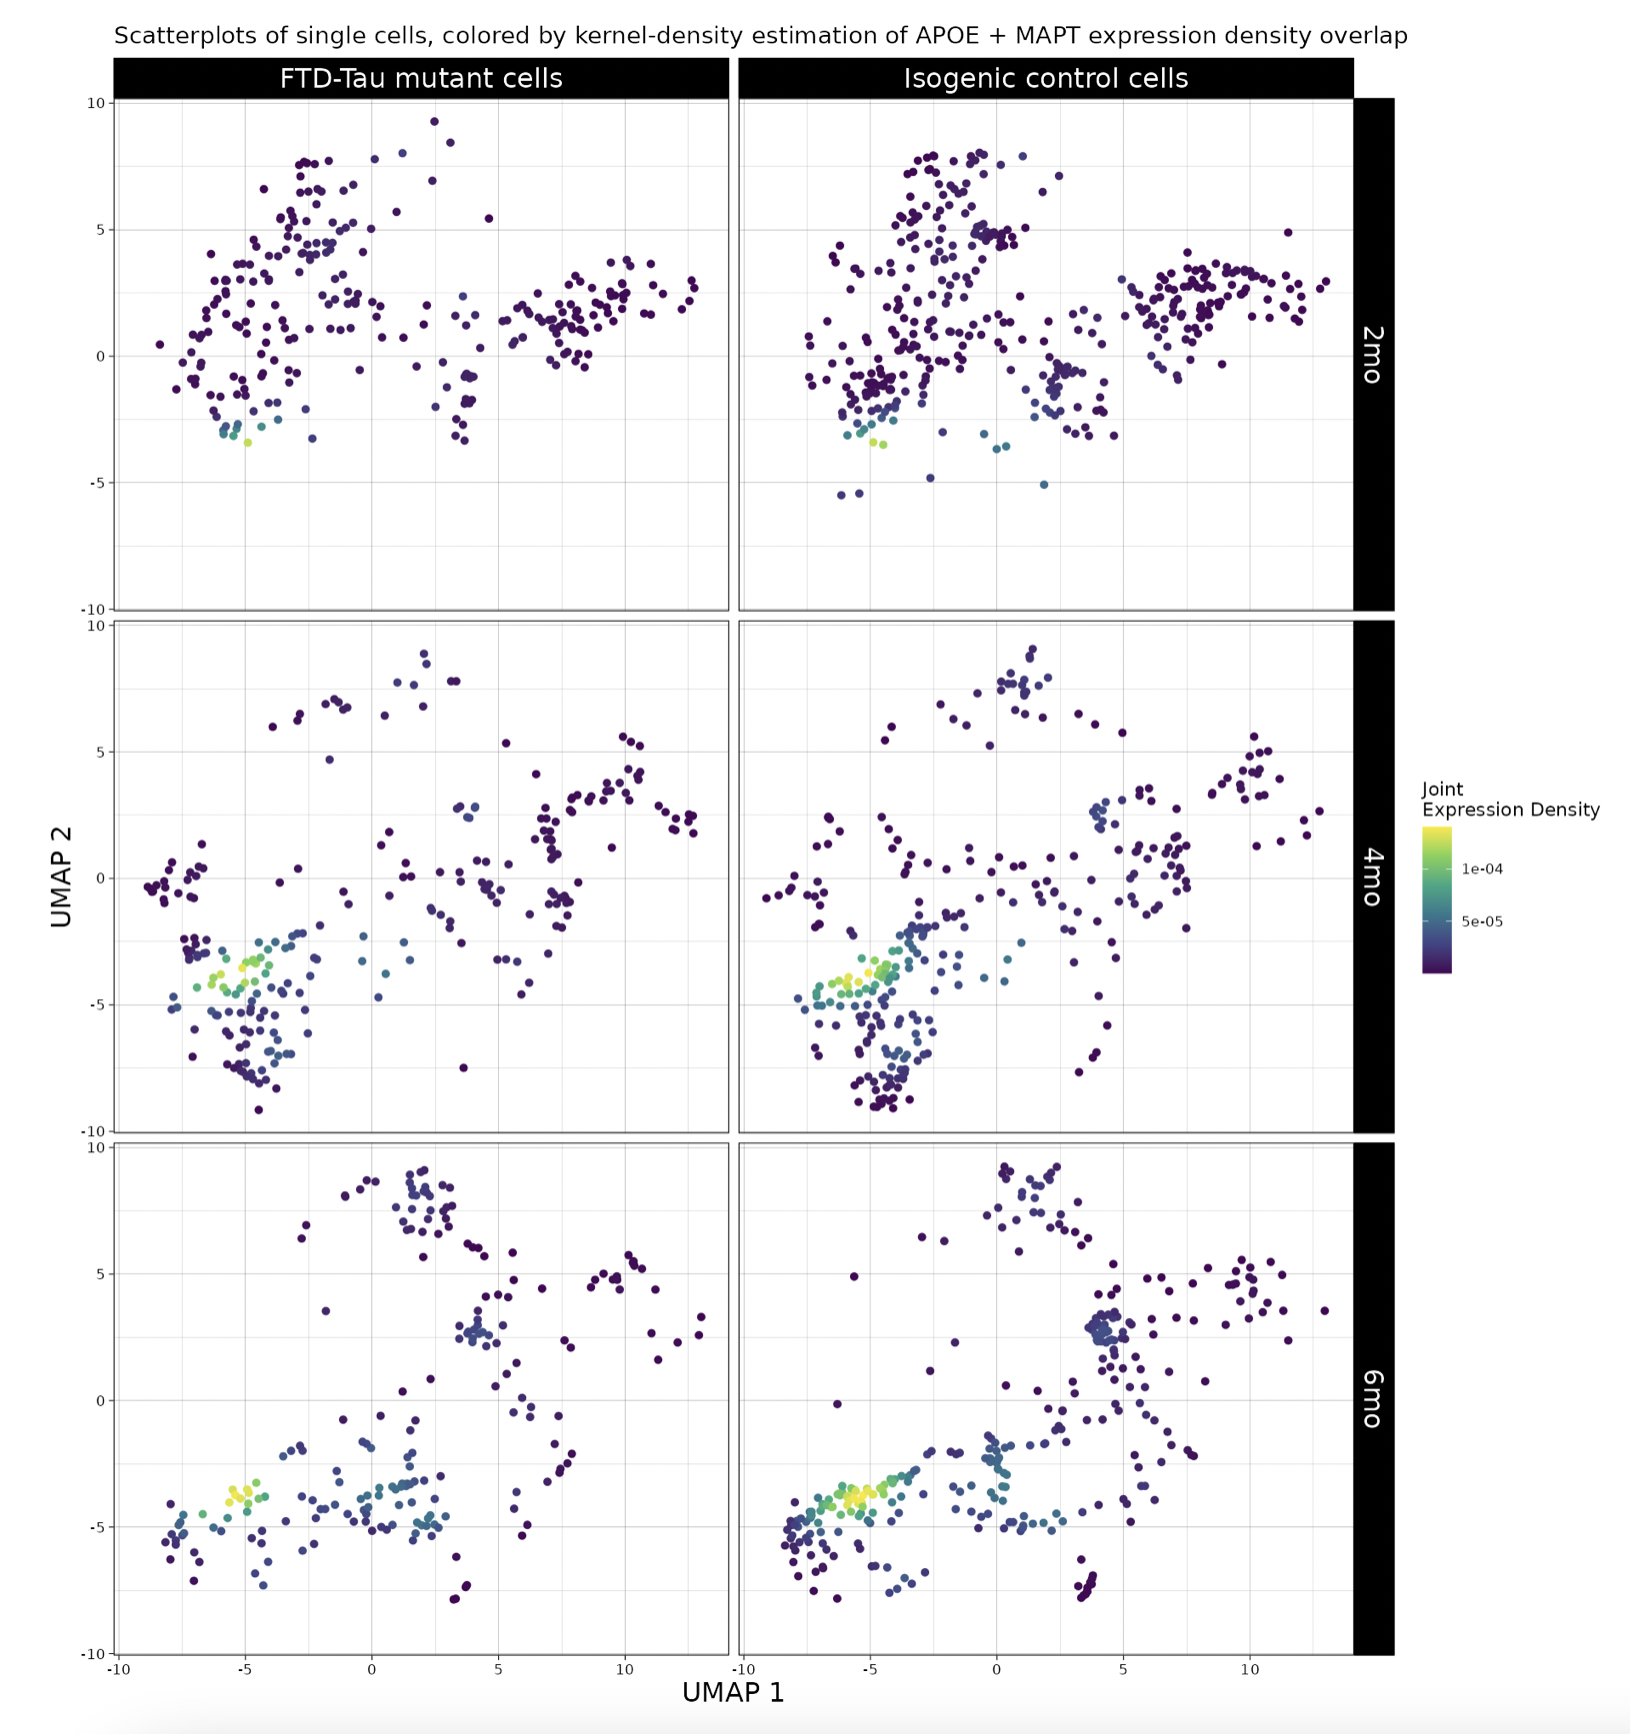 Scatterplots of single cells, colored by kernel-density estimation of APOE + MAPT expression density overlap
FTD-Tau mutant cells
Isogenic control cells
10
5
0
-5
-10
2mo
10
5
0
-5
-10
4mo
10
5
0
-5
-10
6mo
-10 -5 0 5 10
-10 -5 0 5 10
UMAP 1
UMAP 2
Joint
Expression Density
1e-04
5e-05